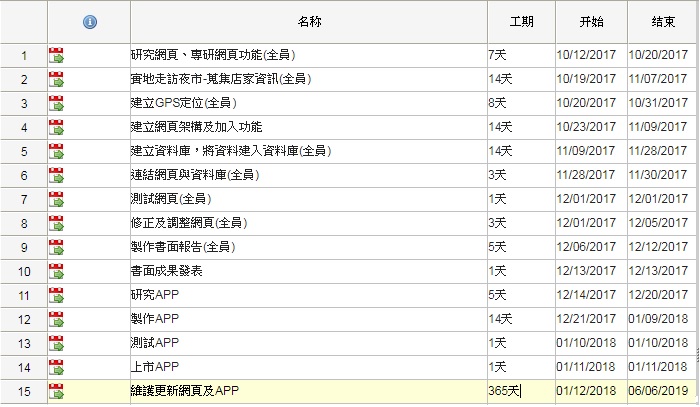 名称 工期 开始 结束
1 研究網頁、專研網頁功能(全員) 7天 10/12/2017 10/20/2017
2 實地走訪夜市-蒐集店家資訊(全員) 14天 10/19/2017 11/07/2017
3 建立GPS定位(全員) 8天 10/20/2017 10/31/2017
4 建立網頁架構及加入功能 14天 10/23/2017 11/09/2017
5 建立資料庫，將資料建入資料庫(全員) 14天 11/09/2017 11/28/2017
6 連結網頁與資料庫(全員) 3天 11/28/2017 11/30/2017
7 測試網頁(全員) 1天 12/01/2017 12/01/2017
8 修正及調整網頁(全員) 3天 12/01/2017 12/05/2017
9 製作書面報告(全員) 5天 12/06/2017 12/12/2017
10 書面成果發表 1天 12/13/2017 12/13/2017
11 研究APP 5天 12/14/2017 12/20/2017
12 製作APP 14天 12/21/2017 01/09/2018
13 測試APP 1天 01/10/2018 01/10/2018
14 上市APP 1天 01/11/2018 01/11/2018
15 維護更新網頁及APP 365天 01/12/2018 06/06/2019